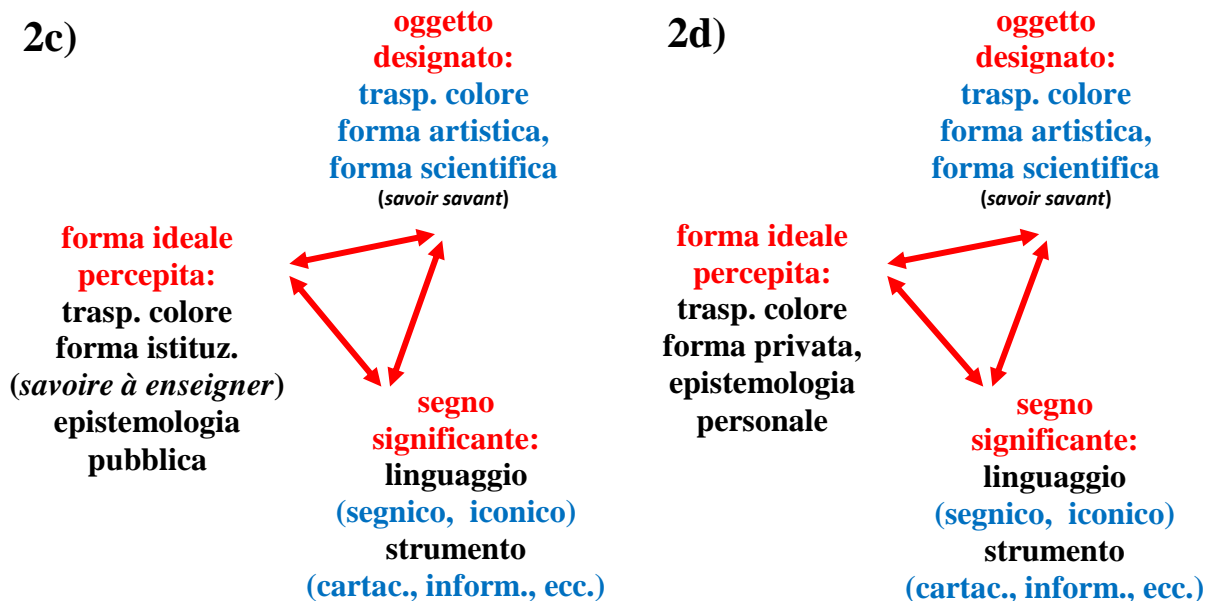 2c)
oggetto
designato:
trasp. colore
forma artistica,
forma scientifica
(savoir savant)
forma ideale
percepita:
trasp. colore
forma istituz.
(savoire à enseigner)
epistemologia
pubblica
segno
significante:
linguaggio
(segnico, iconico)
strumento
(cartac., inform., ecc.)
2d)
oggetto
designato:
trasp. colore
forma artistica,
forma scientifica
(savoir savant)
forma ideale
percepita:
trasp. colore
forma privata,
epistemologia
personale
segno
significante:
linguaggio
(segnico, iconico)
strumento
(cartac., inform., ecc.)